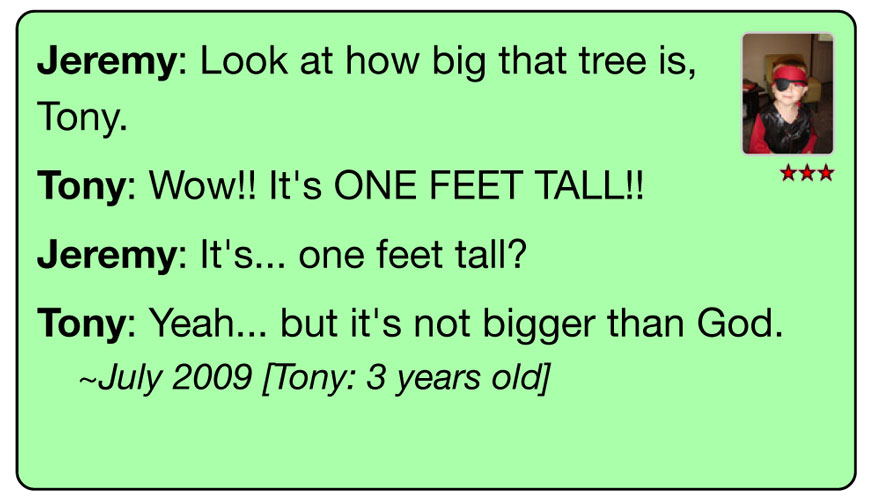 Jeremy: Look at how big that tree is,
Tony.
Tony: Wow!! It's ONE FEET TALL!!
Jeremy: It's... one feet tall?
Tony: Yeah... but it's not bigger than God.
~July 2009 [Tony: 3 years old]